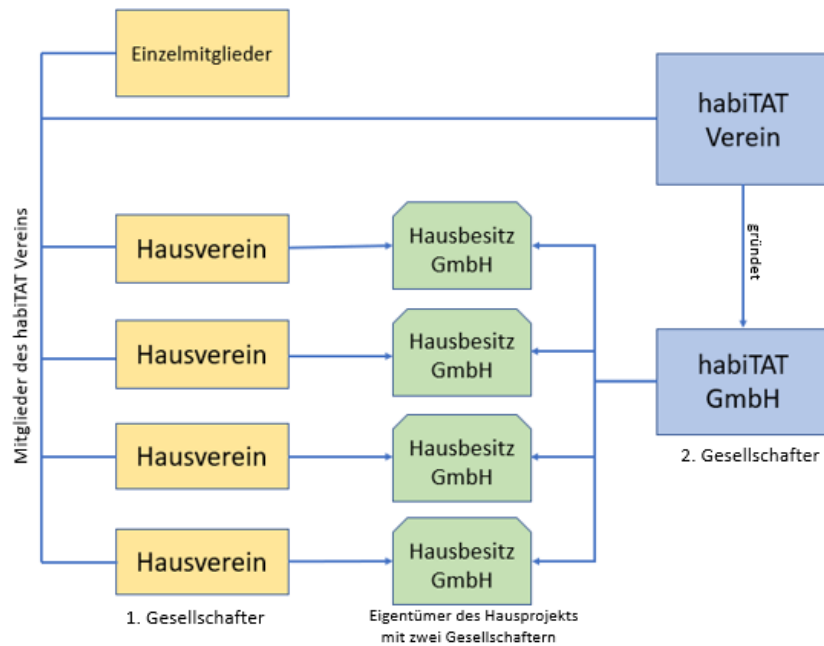 Einzelmitglieder
habiTAT
Verein
Mitglieder des habiTAT Vereins
gründet
Hausverein
Hausbesitz
GmbH
Hausverein
Hausbesitz
GmbH
habiTAT
GmbH
Hausverein
Hausbesitz
GmbH
2. Gesellschafter
Hausverein
Hausbesitz
GmbH
1. Gesellschafter
Eigentümer des Hausprojekts
mit zwei Gesellschaftern